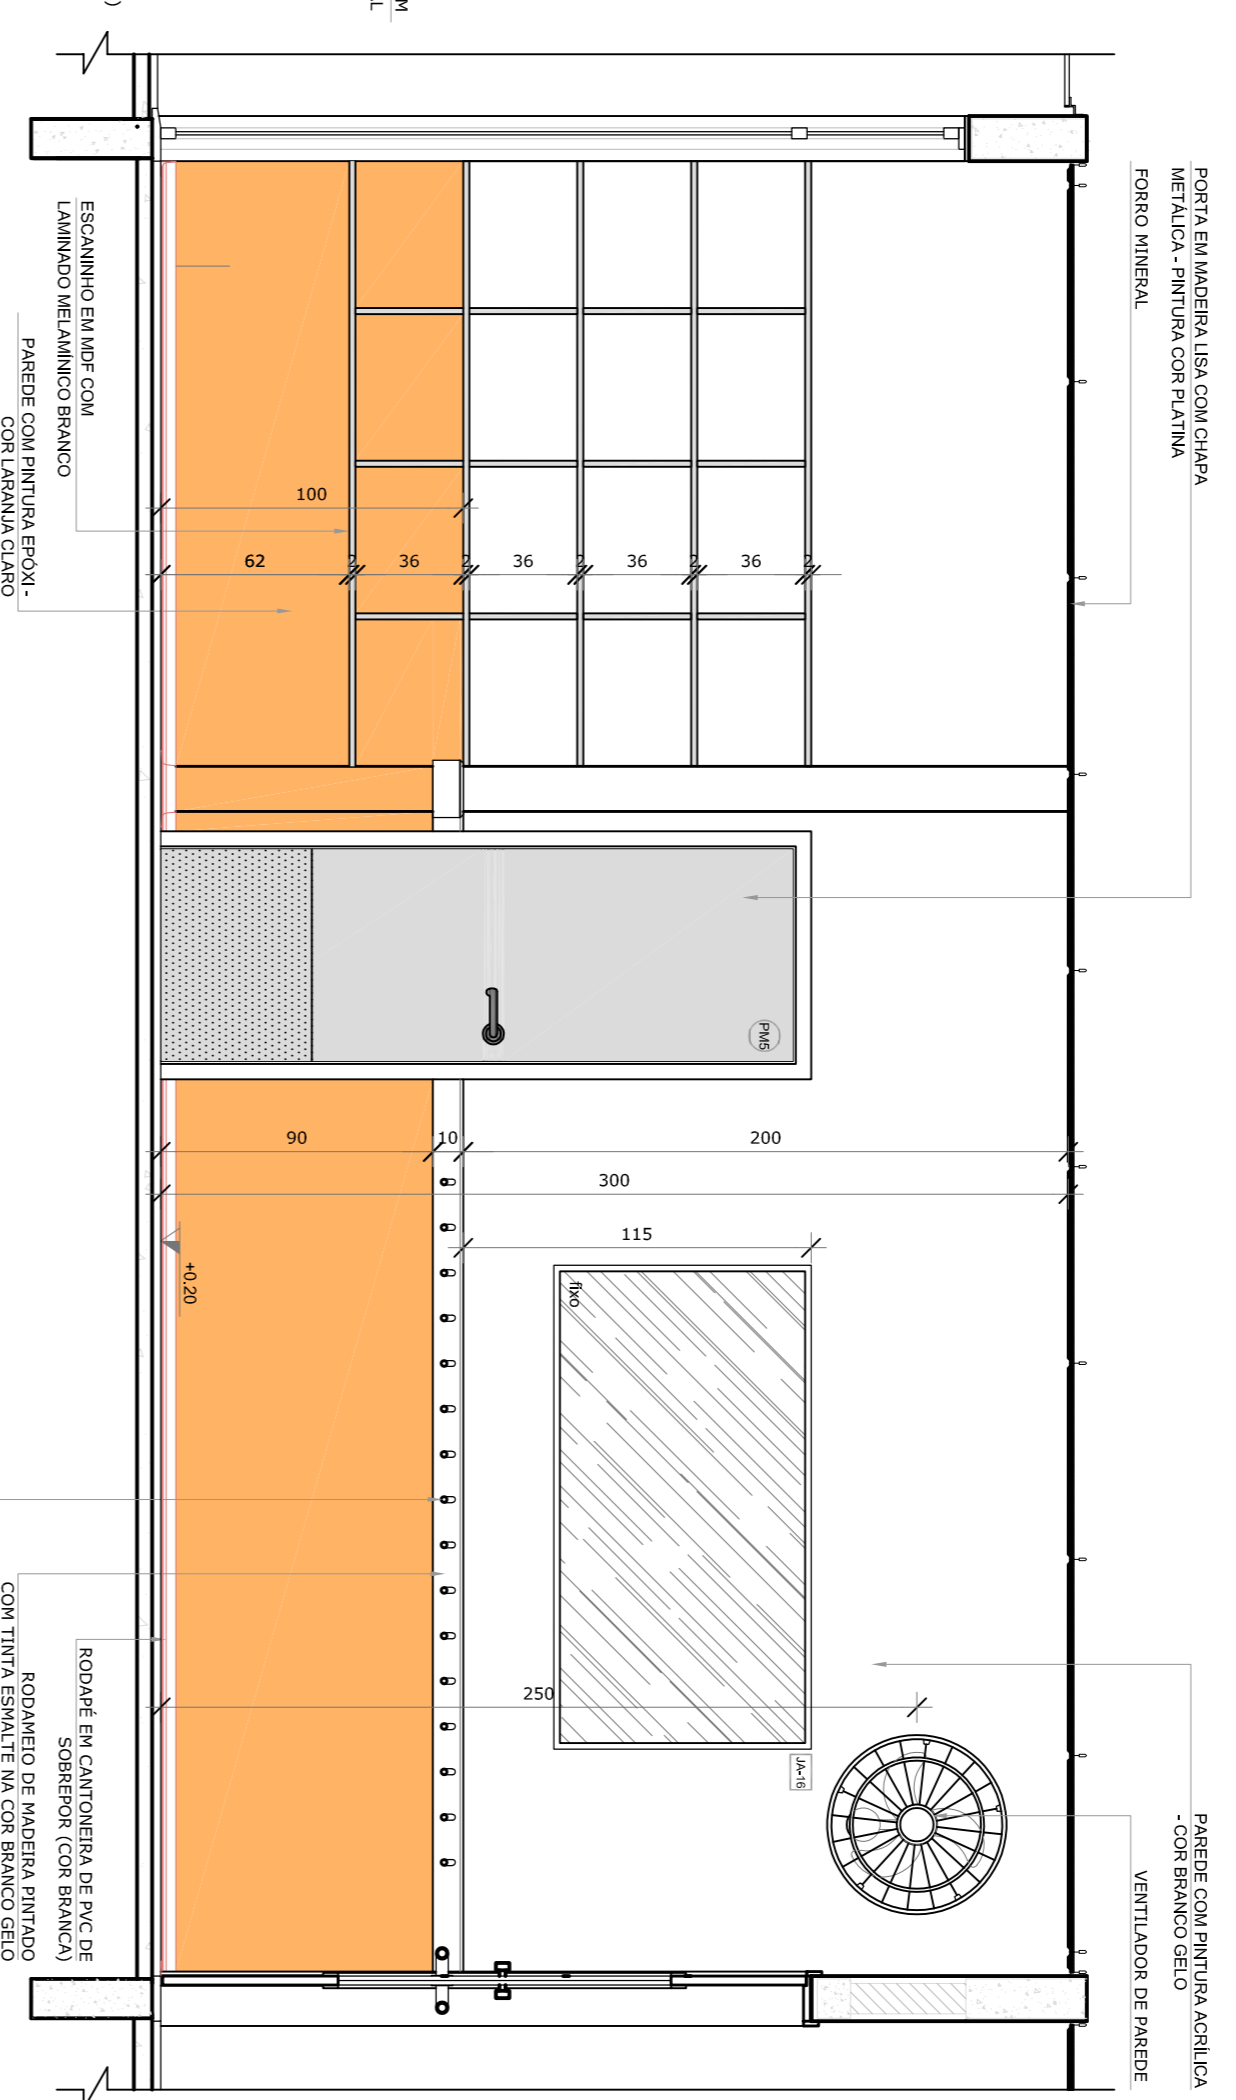 PORTA EM MADEIRA LISA COM CHAPA
METÁLICA - PINTURA COR PLATINA
FORRO MINERAL
PAREDE COM PINTURA ACRÍLICA
- COR BRANCO GELO
VENTILADOR DE PAREDE
100
62
2
36
2
36
2
36
2
36
2
PM5
90
10
200
300
115
fixo
250
JA-16
+0.20
ESCANINHO EM MDF COM
LAMINADO MELAMÍNICO BRANCO
PAREDE COM PINTURA EPÓXI -
COR LARANJA CLARO
RODAPÉ EM CANTONEIRA DE PVC DE
SOBREPOR (COR BRANCA)
RODAMEIO DE MADEIRA PINTADO
COM TINTA ESMALTE NA COR BRANCO GELO
M
L
)